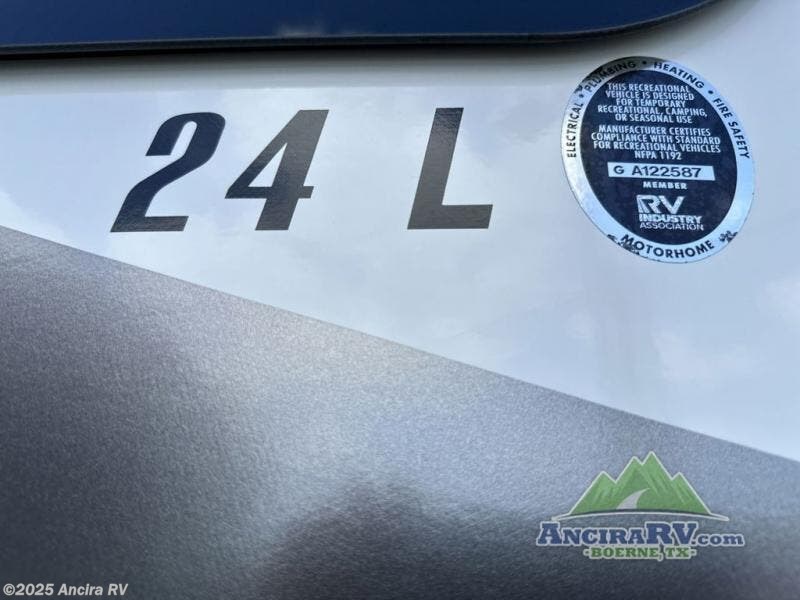 24 L
ELECTRICAL • PLUMBING • HEATING • FIRE SAFETY
THIS RECREATIONAL
VEHICLE IS DESIGNED
FOR TEMPORARY
RECREATIONAL, CAMPING,
OR SEASONAL USE
MANUFACTURER CERTIFIES
COMPLIANCE WITH STANDARD
FOR RECREATIONAL VEHICLES
NFPA 1192
G A122587
MEMBER
RV
INDUSTRY
ASSOCIATION
MOTORHOME
ANCIRARV.com
-BOERNE,TX-
©2025 Ancira RV